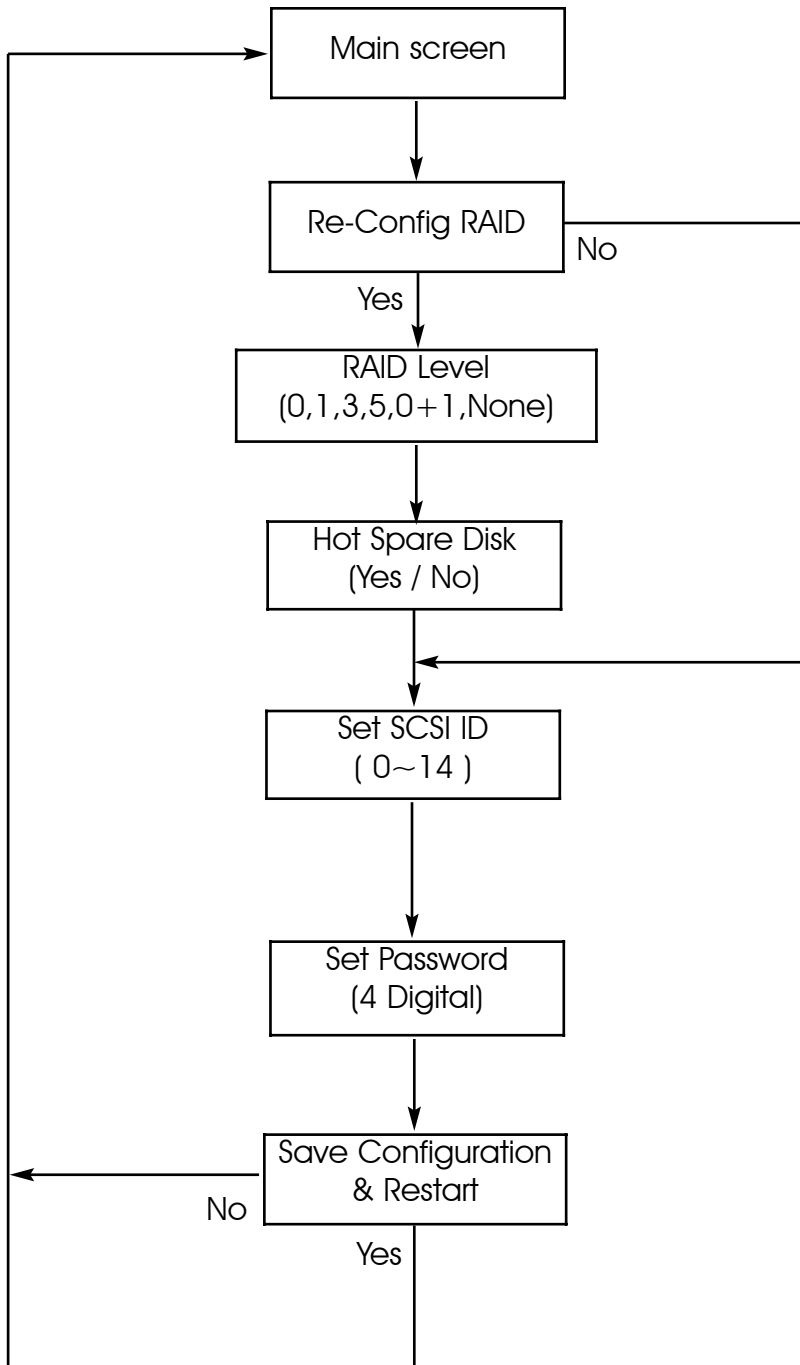 Main screen
Re-Config RAID
No
Yes
RAID Level
(0,1,3,5,0+1,None)
Hot Spare Disk
(Yes / No)
Set SCSI ID
( 0~14 )
Set Password
(4 Digital)
Save Configuration
& Restart
No
Yes